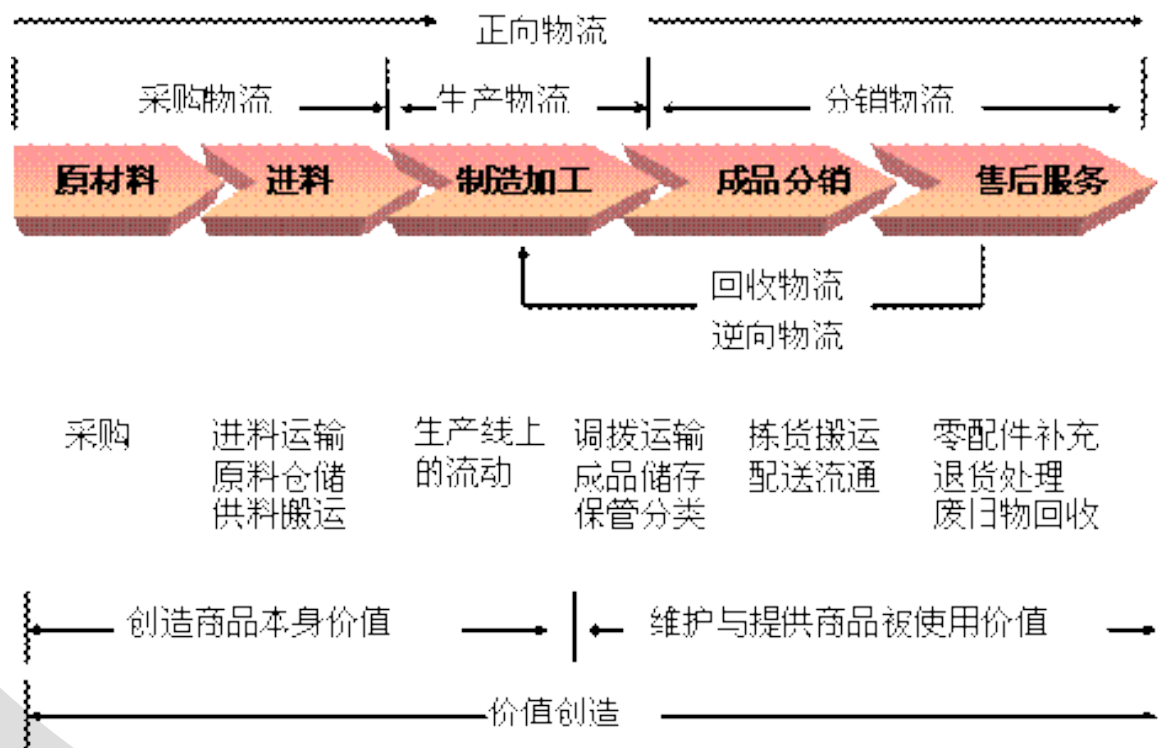 正向物流
采购物流
生产物流
分销物流
原材料
进料
制造加工
成品分销
售后服务
回收物流
逆向物流
采购
进料运输
原料仓储
供料搬运
生产线上
的流动
调拨运输
成品储存
保管分类
拣货搬运
配送流通
零配件补充
退货处理
废旧物回收
创造商品本身价值
维护与提供商品被使用价值
价值创造